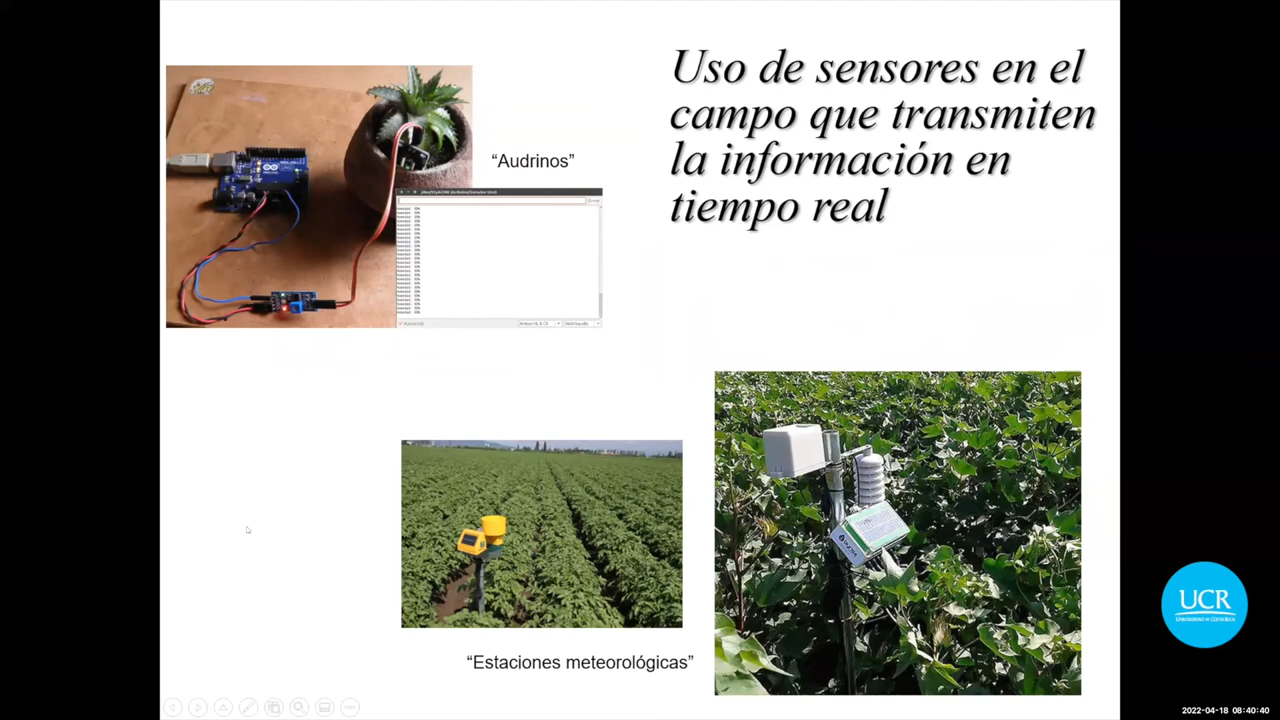 Uso de sensores en el
campo que transmiten
la información en
tiempo real
“Audrinos”
“Estaciones meteorológicas”
UCR
UNIVERSIDAD DE COSTA RICA
2022-04-18 08:40:40